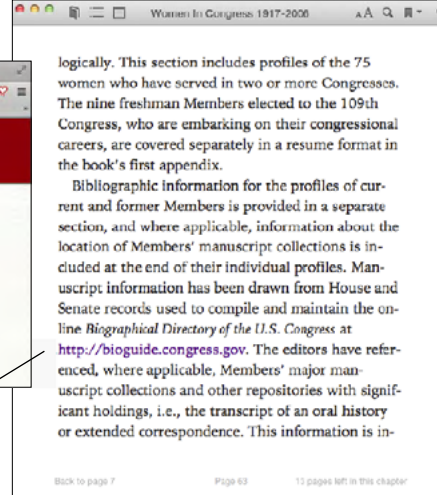 Women In Congress 1917-2006
AA
logically. This section includes profiles of the 75
women who have served in two or more Congresses.
The nine freshman Members elected to the 109th
Congress, who are embarking on their congressional
careers, are covered separately in a resume format in
the book's first appendix.
Bibliographic information for the profiles of cur-
rent and former Members is provided in a separate
section, and where applicable, information about the
location of Members' manuscript collections is in-
cluded at the end of their individual profiles. Man-
uscript information has been drawn from House and
Senate records used to compile and maintain the on-
line Biographical Directory of the U.S. Congress at
http://bioguide.congress.gov. The editors have refer-
enced, where applicable, Members' major man-
uscript collections and other repositories with signif-
icant holdings, i.e., the transcript of an oral history
or extended correspondence. This information is in-
Back to page 7 Page 63 13 pages left in this chapter